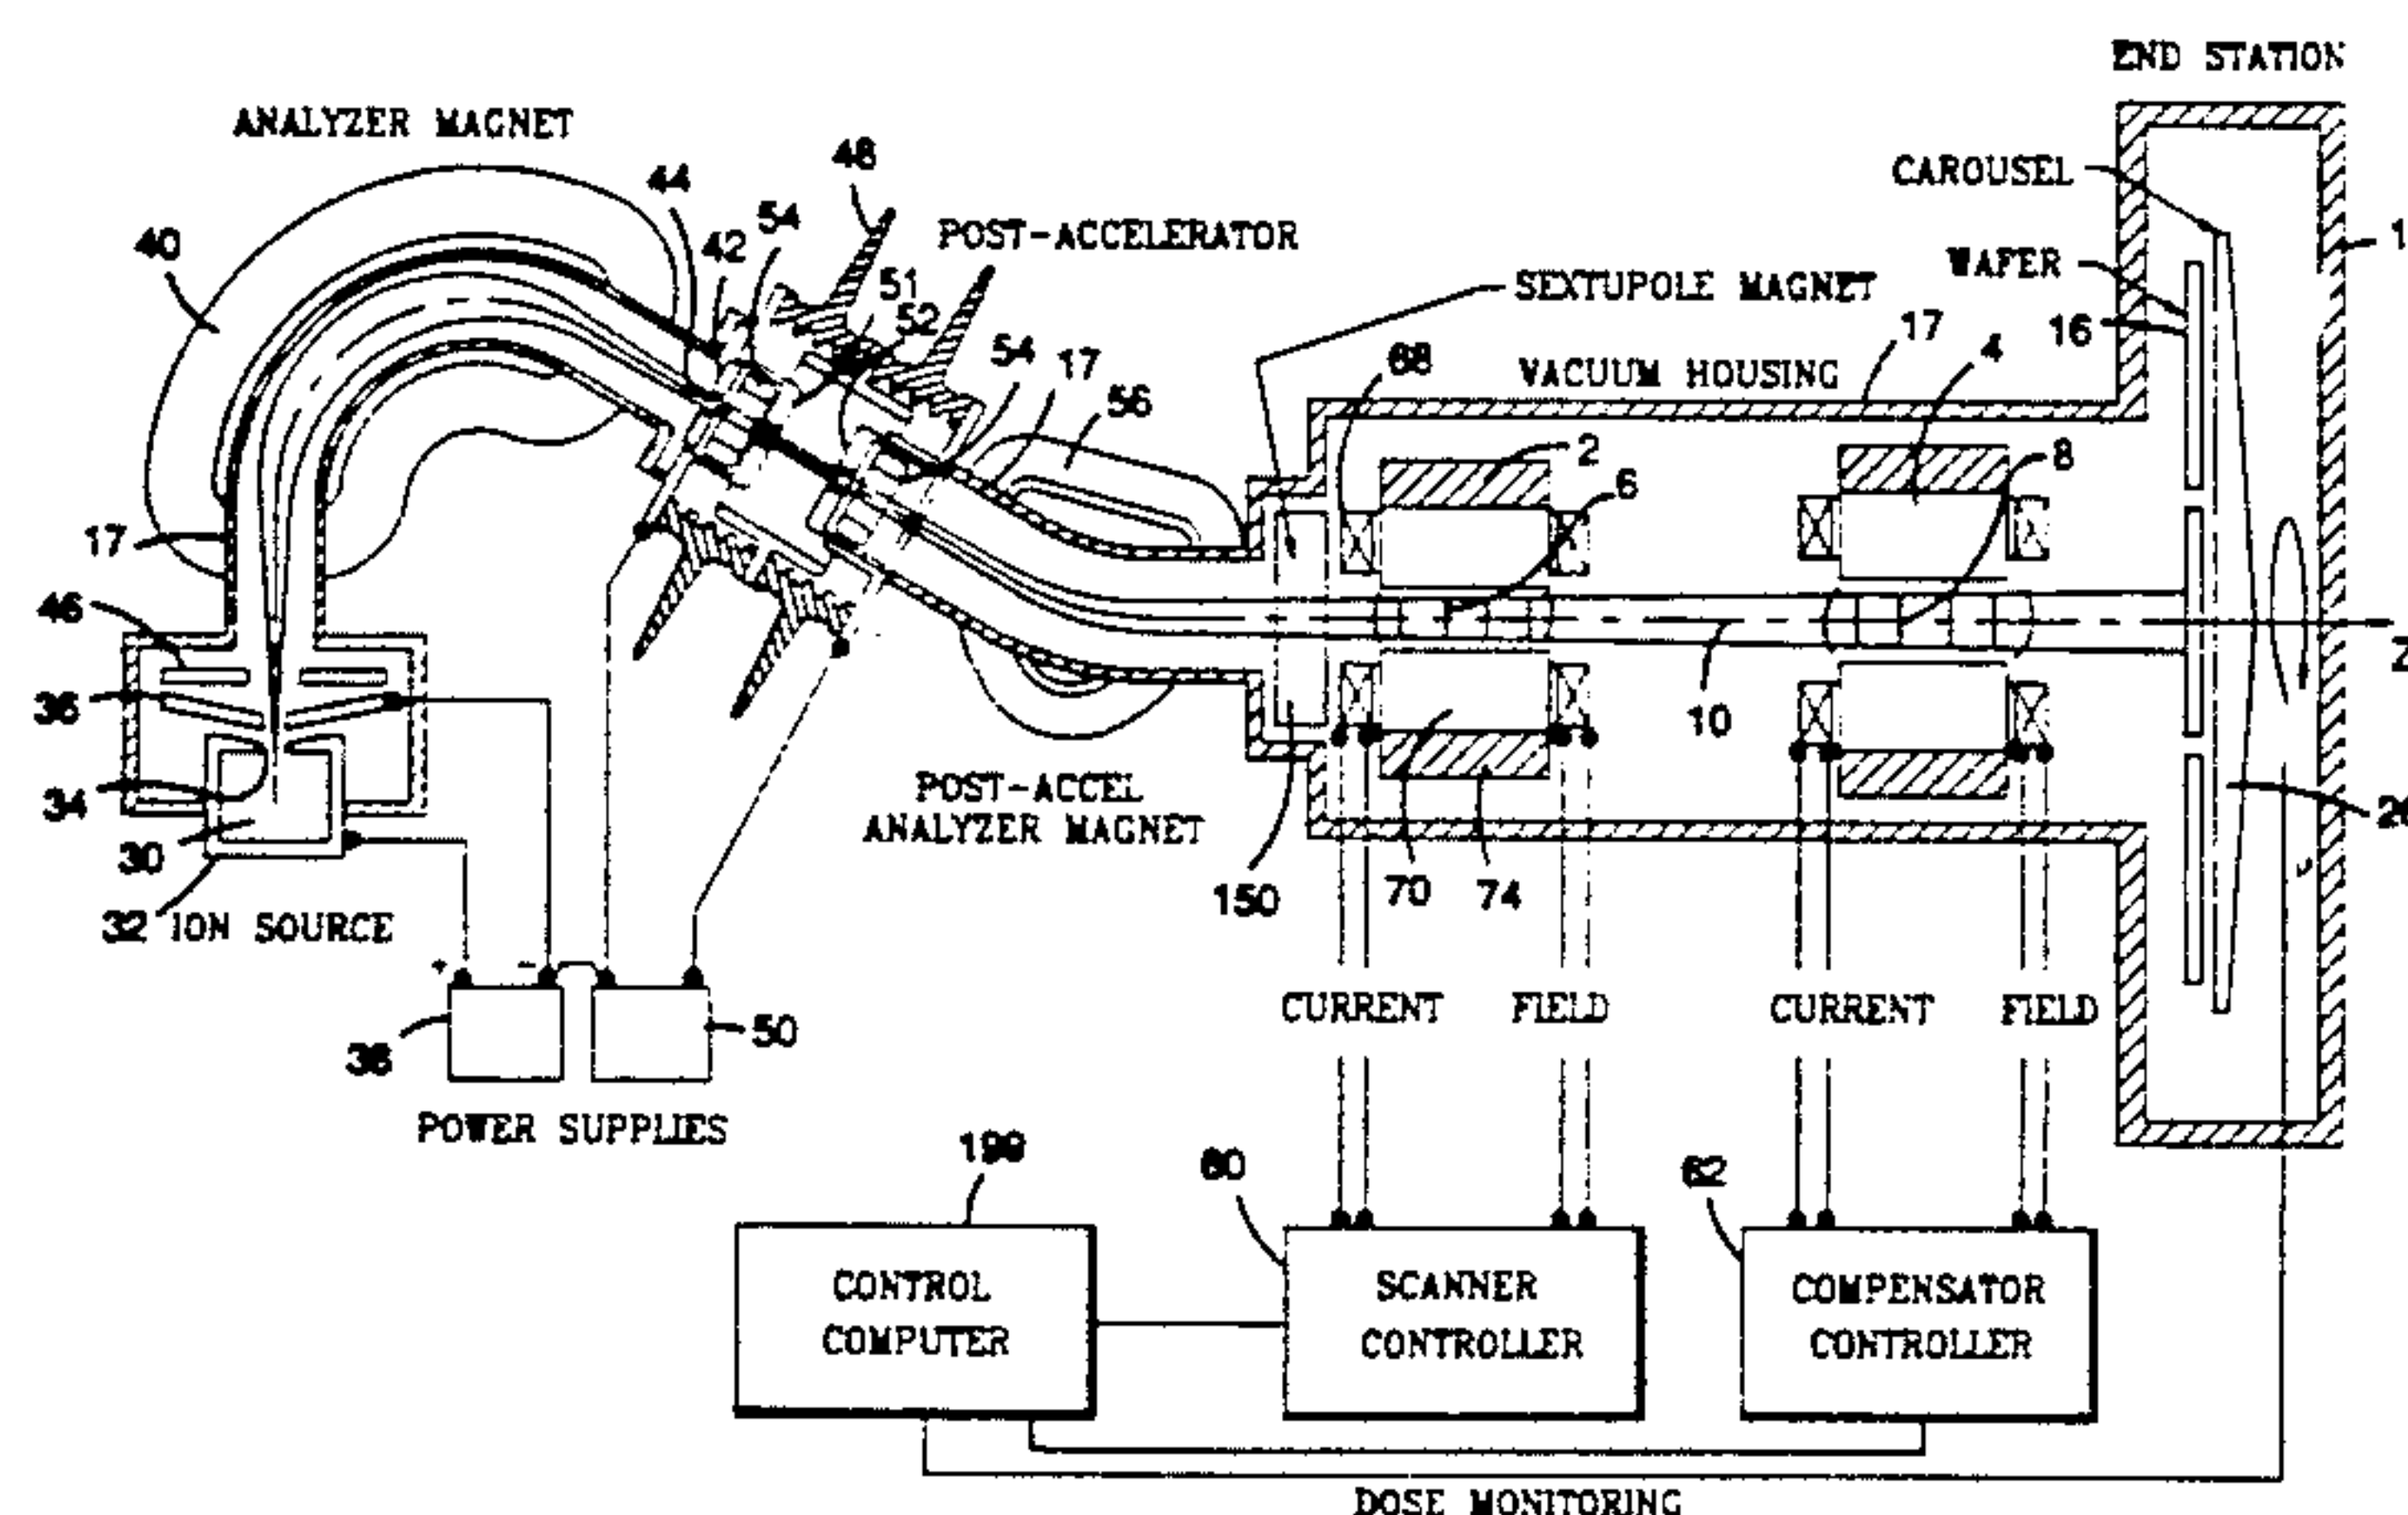 END STATION
ANALYZER MAGNET
48
CAROUSEL
44
54
40
42
POST-ACCELERATOR
1
WAFER
51
SEXTUPOLE MAGNET
52
17
16
54
17
68
4
VACUUM HOUSING
56
2
8
6
17
46
Z
36
10
34
POST-ACCEL
ANALYZER MAGNET
30
150
70
74
32 ION SOURCE
+
-
CURRENT
FIELD
CURRENT
FIELD
50
POWER SUPPLIES
199
60
62
CONTROL
COMPUTER
SCANNER
CONTROLLER
COMPENSATOR
CONTROLLER
DOSE MONITORING